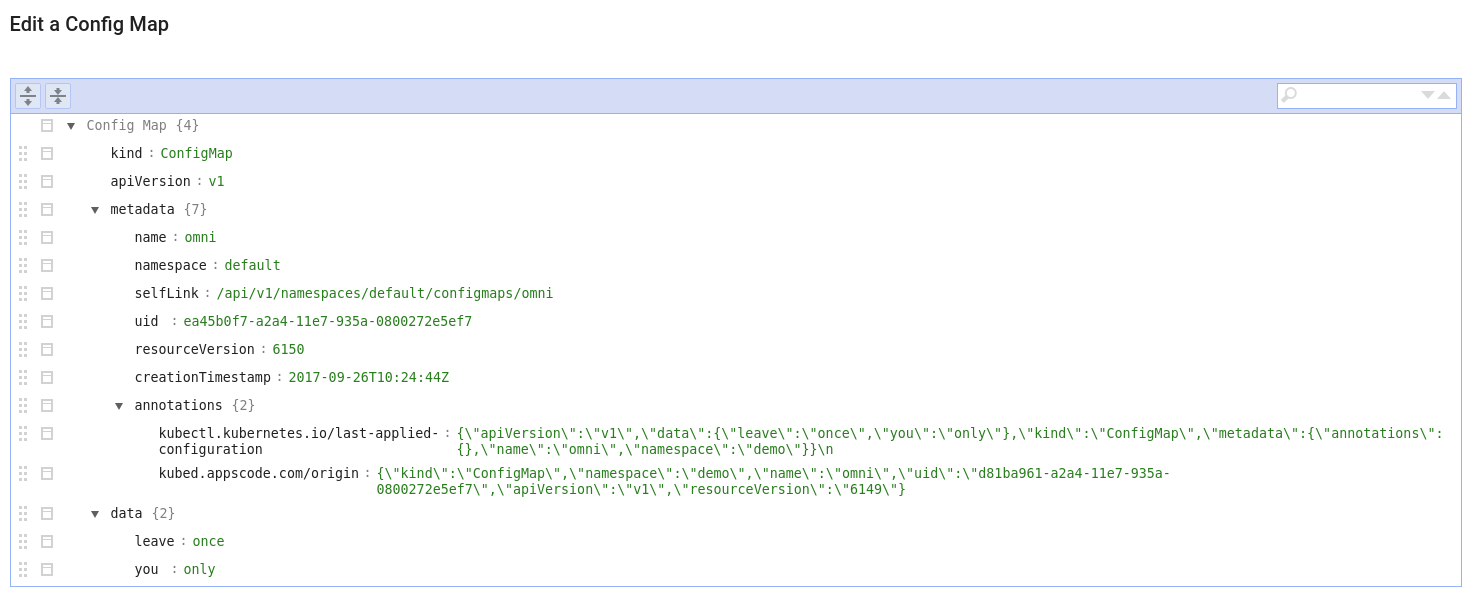 Edit a Config Map
Config Map {4}
kind : ConfigMap
apiVersion : v1
metadata {7}
name : omni
namespace : default
selfLink : /api/v1/namespaces/default/configmaps/omni
uid : ea45b0f7-a2a4-11e7-935a-0800272e5ef7
resourceVersion : 6150
creationTimestamp : 2017-09-26T10:24:44Z
annotations {2}
kubectl.kubernetes.io/last-applied- : {\"apiVersion\":\"v1\",\"data\":{\"leave\":\"once\",\"you\":\"only\"},\"kind\":\"ConfigMap\",\"metadata\":{\"annotations\":
configuration {},\"name\":\"omni\",\"namespace\":\"demo\"}}\n
kubed.appscode.com/origin : {\"kind\":\"ConfigMap\",\"namespace\":\"demo\",\"name\":\"omni\",\"uid\":\"d81ba961-a2a4-11e7-935a-
0800272e5ef7\",\"apiVersion\":\"v1\",\"resourceVersion\":\"6149\"}
data {2}
leave : once
you : only